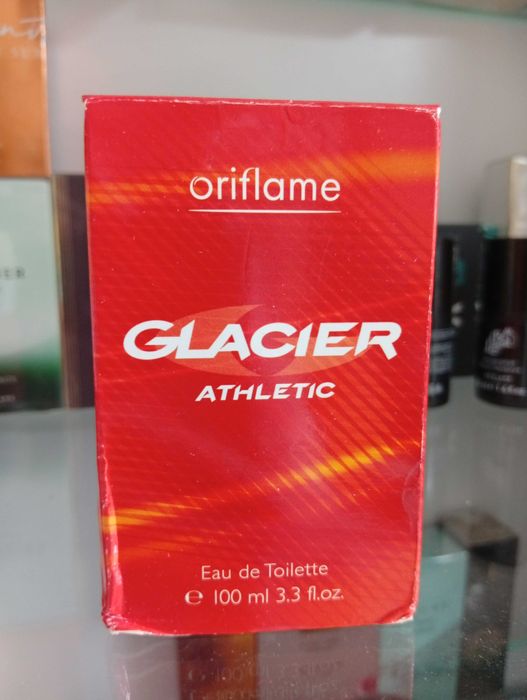 oriflame
GLACIER
ATHLETIC
Eau de Toilette
℮ 100 ml 3.3 fl.oz.